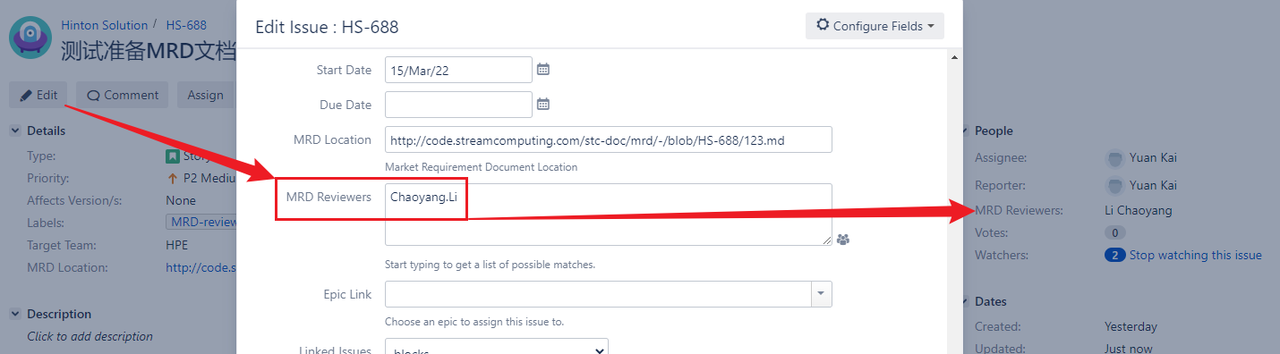 Hinton Solution / HS-688
测试准备MRD文档
Edit
Comment
Assign
Details
Type:
Story
Priority:
P2 Mediu
Affects Version/s:
None
Labels:
MRD-review
Target Team:
HPE
MRD Location:
http://code.s
Description
Click to add description
Edit Issue : HS-688
Configure Fields
Start Date
15/Mar/22
Due Date
MRD Location
http://code.streamcomputing.com/stc-doc/mrd/-/blob/HS-688/123.md
Market Requirement Document Location
MRD Reviewers
Chaoyang.Li
Start typing to get a list of possible matches.
Epic Link
Choose an epic to assign this issue to.
Linked Issues
blocks
People
Assignee:
Yuan Kai
Reporter:
Yuan Kai
MRD Reviewers:
Li Chaoyang
Votes:
0
Watchers:
2 Stop watching this issue
Dates
Created:
Yesterday
Updated:
Just now